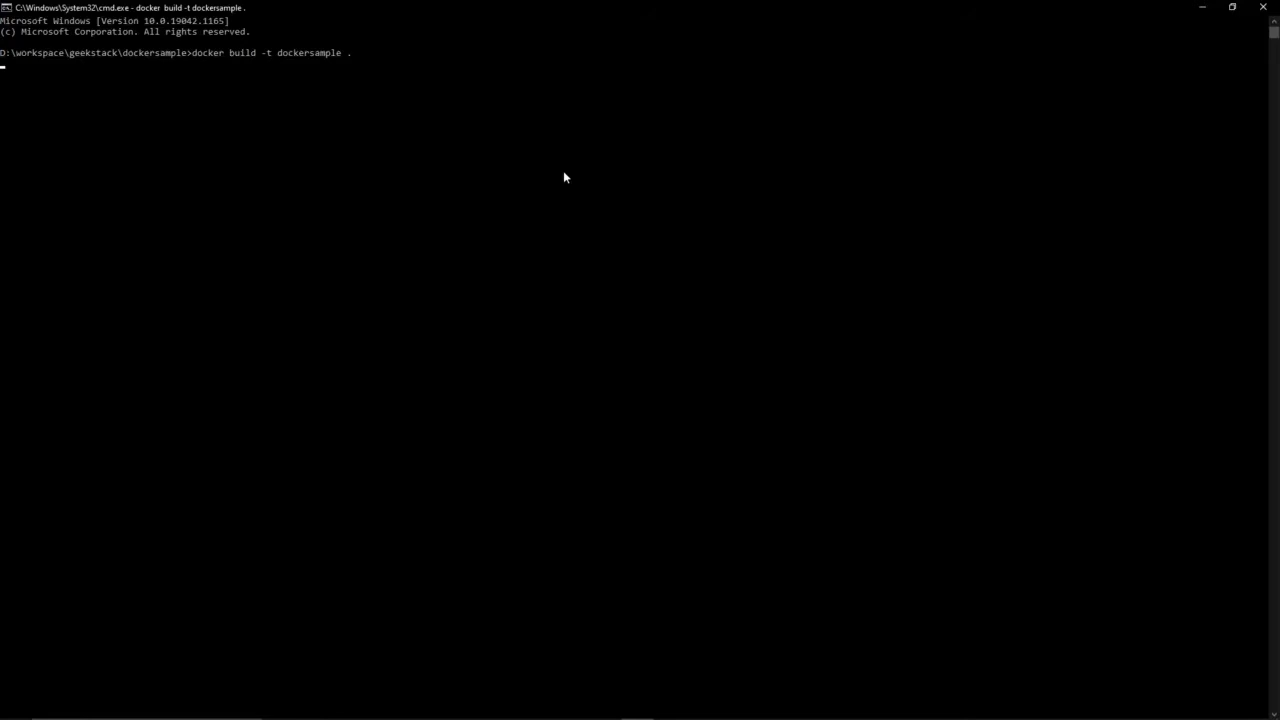 C:\Windows\System32\cmd.exe - docker build -t dockersample .
Microsoft Windows [Version 10.0.19042.1165]
(c) Microsoft Corporation. All rights reserved.
D:\workspace\geekstack\dockersample>docker build -t dockersample .